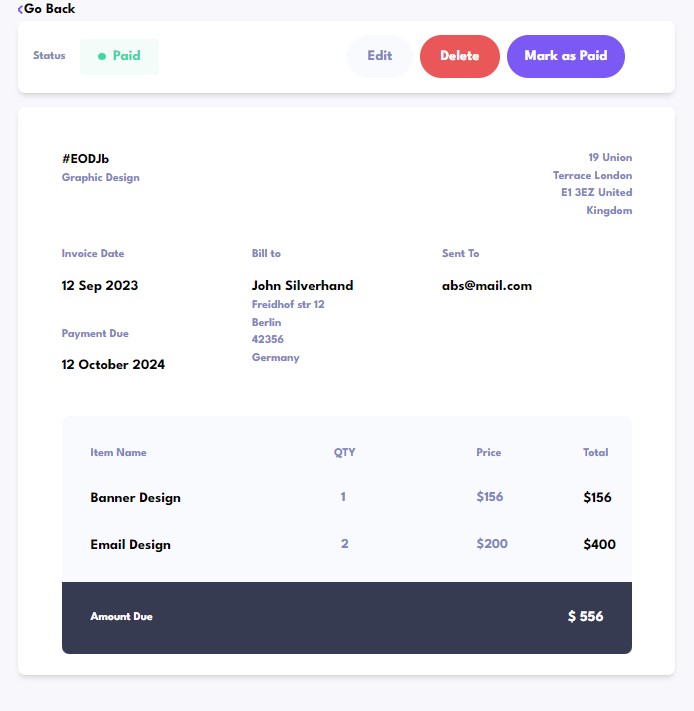 Go Back
Status
Paid
Edit
Delete
Mark as Paid
#EODJb
Graphic Design
19 Union
Terrace London
E1 3EZ United
Kingdom
Invoice Date
12 Sep 2023
Payment Due
12 October 2024
Bill to
John Silverhand
Freidhof str 12
Berlin
42356
Germany
Sent To
abs@mail.com
Item Name QTY Price Total
Banner Design 1 $156 $156
Email Design 2 $200 $400
Amount Due $ 556